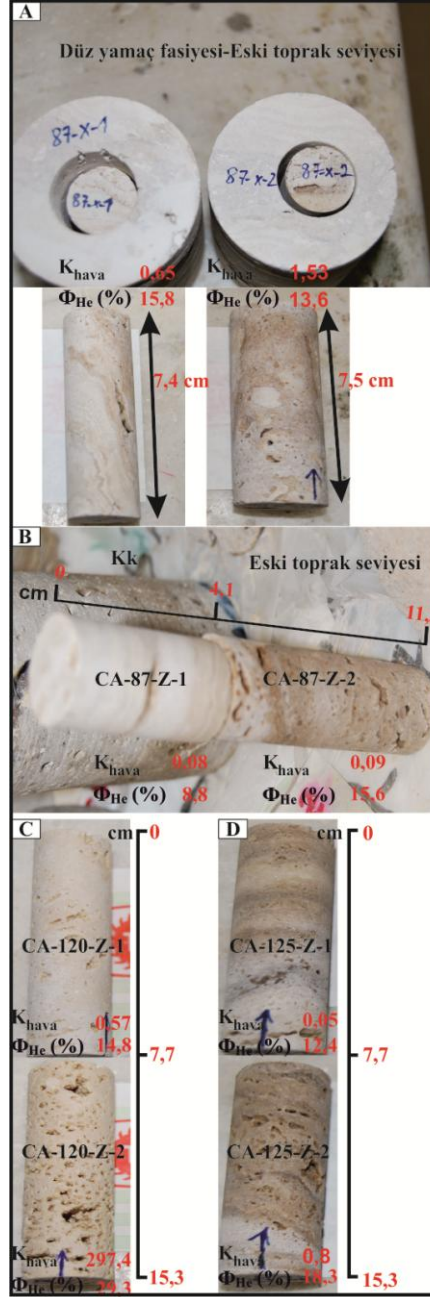 A
Düz yamaç fasiyesi-Eski toprak seviyesi
87-X-1
87-X-1
87-X-2
87-X-2
Khava 0,65
ΦHe (%) 15,8
Khava 1,53
ΦHe (%) 13,6
7,4 cm
7,5 cm
B
Kk
Eski toprak seviyesi
cm 0 4,1 11,
CA-87-Z-1
CA-87-Z-2
Khava 0,08
ΦHe (%) 8,8
Khava 0,09
ΦHe (%) 15,6
C
cm 0
CA-120-Z-1
Khava 0,57
ΦHe (%) 14,8
7,7
CA-120-Z-2
Khava 297,4
ΦHe (%) 29,3
15,3
D
cm 0
CA-125-Z-1
Khava 0,05
ΦHe (%) 12,4
7,7
CA-125-Z-2
Khava 0,8
ΦHe (%) 18,3
15,3